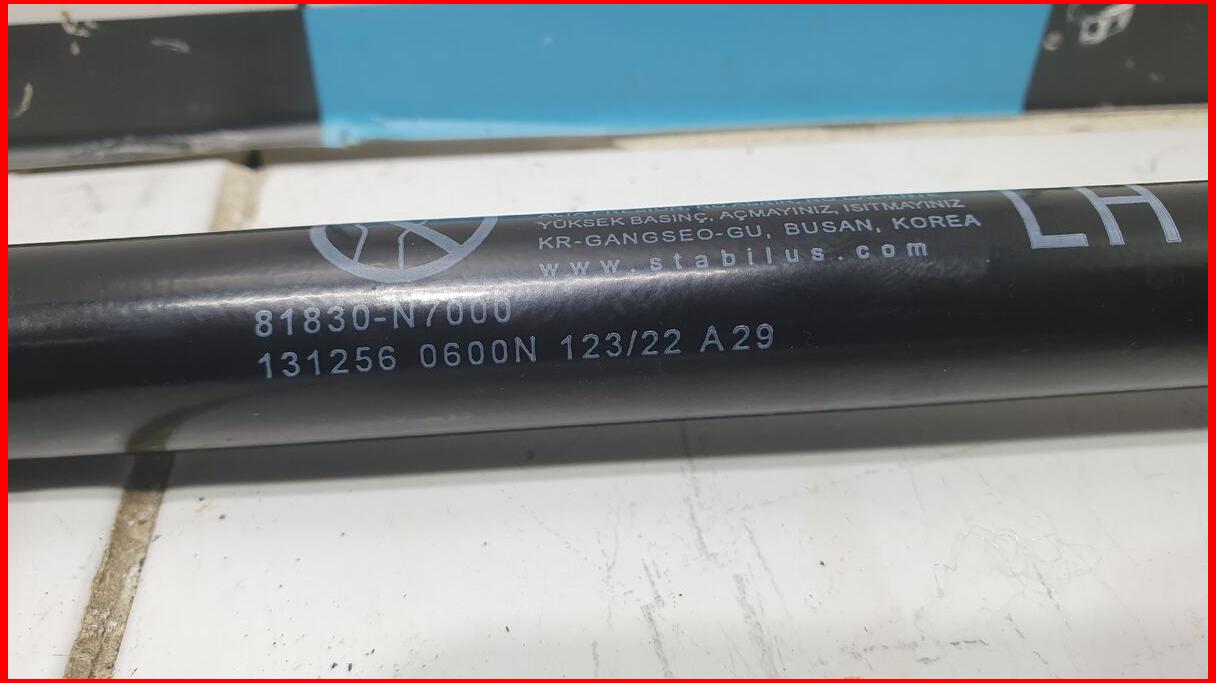 YÜKSEK BASINÇ, AÇMAYINIZ, ISITMAYINIZ
KR-GANGSEO-GU, BUSAN, KOREA
www.stabilus.com
LH
81830-N7000
131256 0600N 123/22 A29